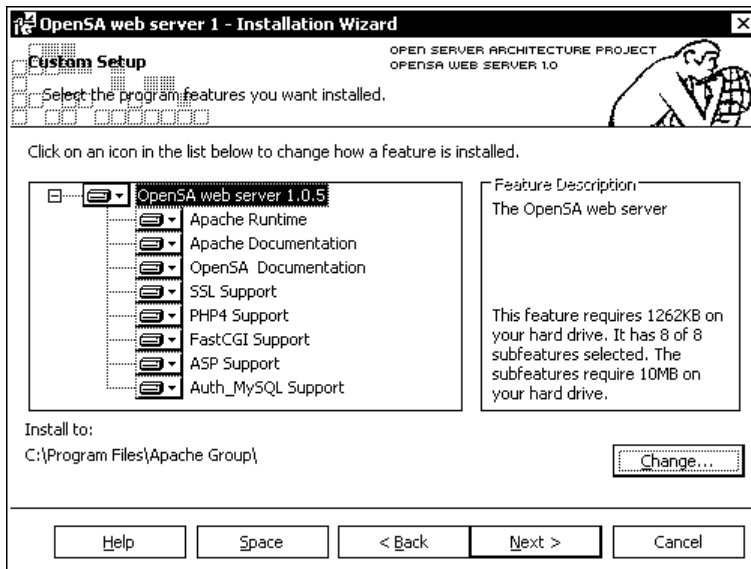 OpenSA web server 1 - Installation Wizard
Custom Setup
OPEN SERVER ARCHITECTURE PROJECT
OPENSA WEB SERVER 1.0
Select the program features you want installed.
Click on an icon in the list below to change how a feature is installed.
OpenSA web server 1.0.5
Apache Runtime
Apache Documentation
OpenSA Documentation
SSL Support
PHP4 Support
FastCGI Support
ASP Support
Auth_MySQL Support
Feature Description
The OpenSA web server
This feature requires 1262KB on
your hard drive. It has 8 of 8
subfeatures selected. The
subfeatures require 10MB on
your hard drive.
Install to:
C:\Program Files\Apache Group\
Change...
Help
Space
< Back
Next >
Cancel